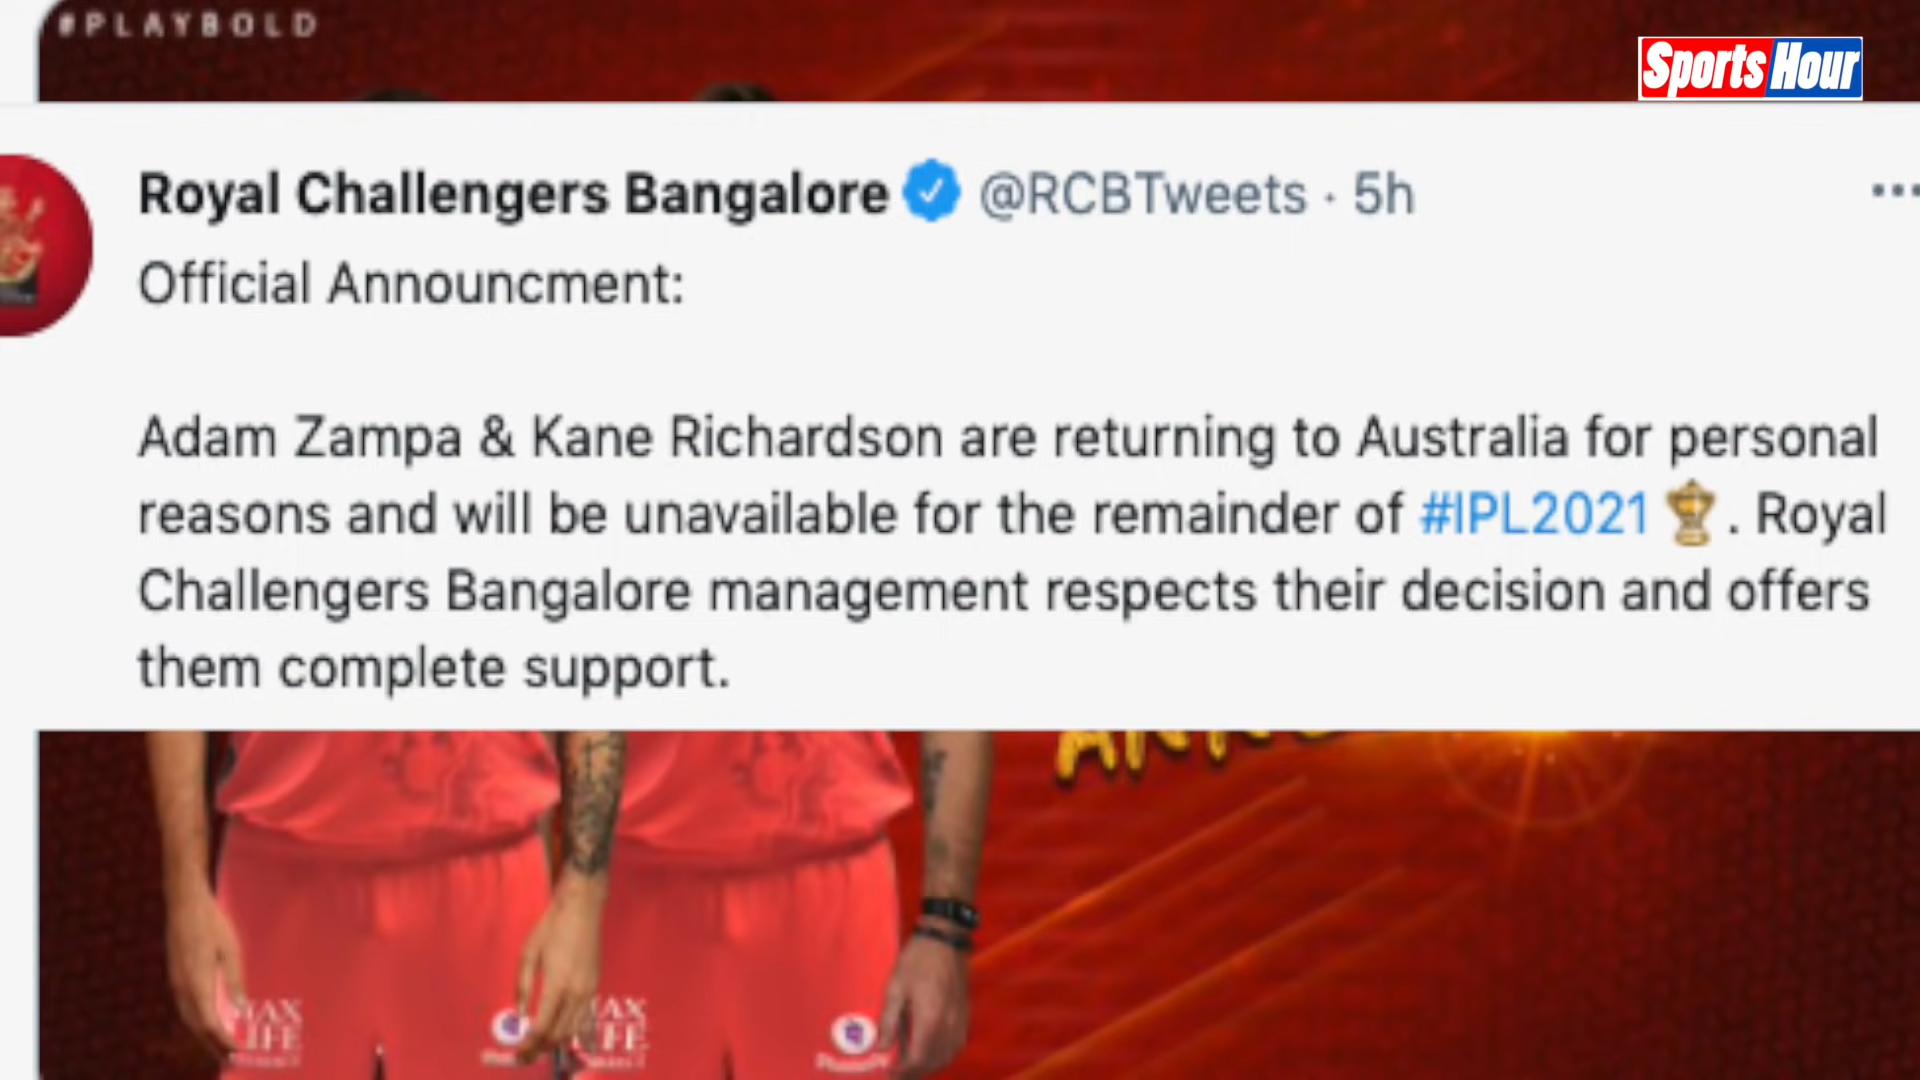 #PLAYBOLD
Sports Hour
Royal Challengers Bangalore @RCBTweets · 5h
Official Announcment:
Adam Zampa & Kane Richardson are returning to Australia for personal
reasons and will be unavailable for the remainder of #IPL2021 🏆. Royal
Challengers Bangalore management respects their decision and offers
them complete support.